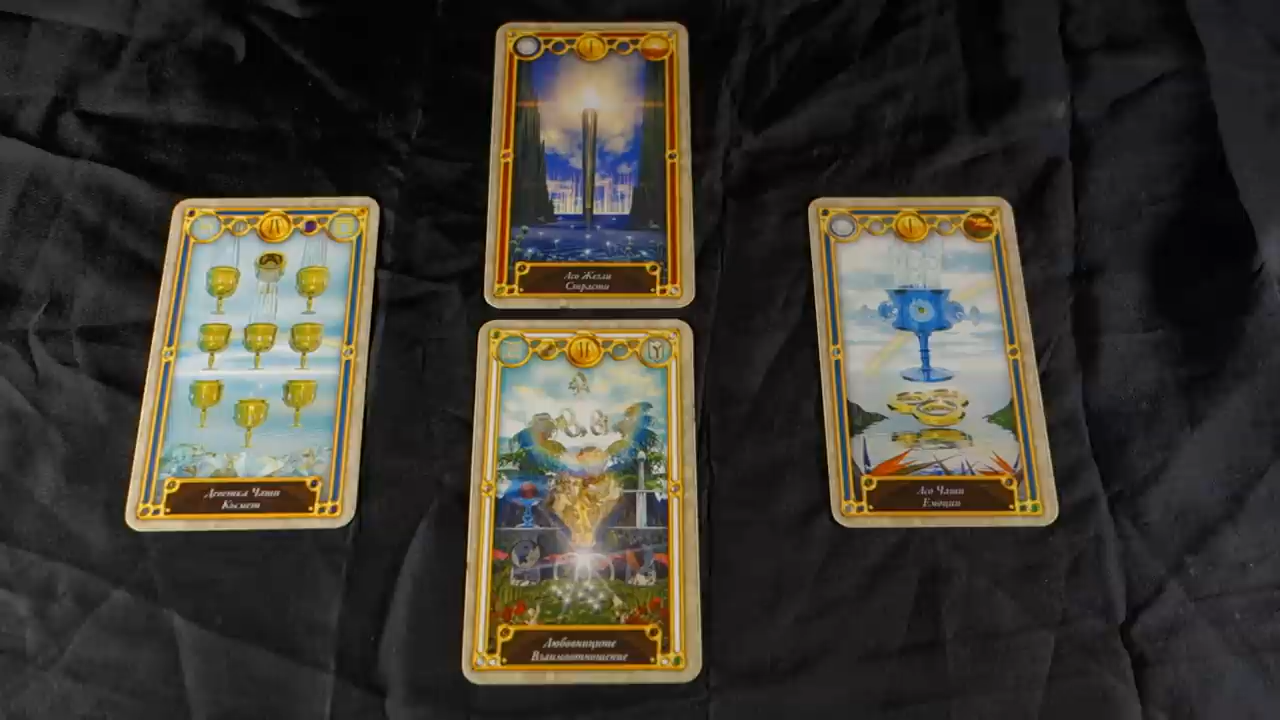 Асо Жезли
Страсти
Деветка Чаши
Късмет
Асо Чаши
Емоции
Любовниците
Взаимоотношение